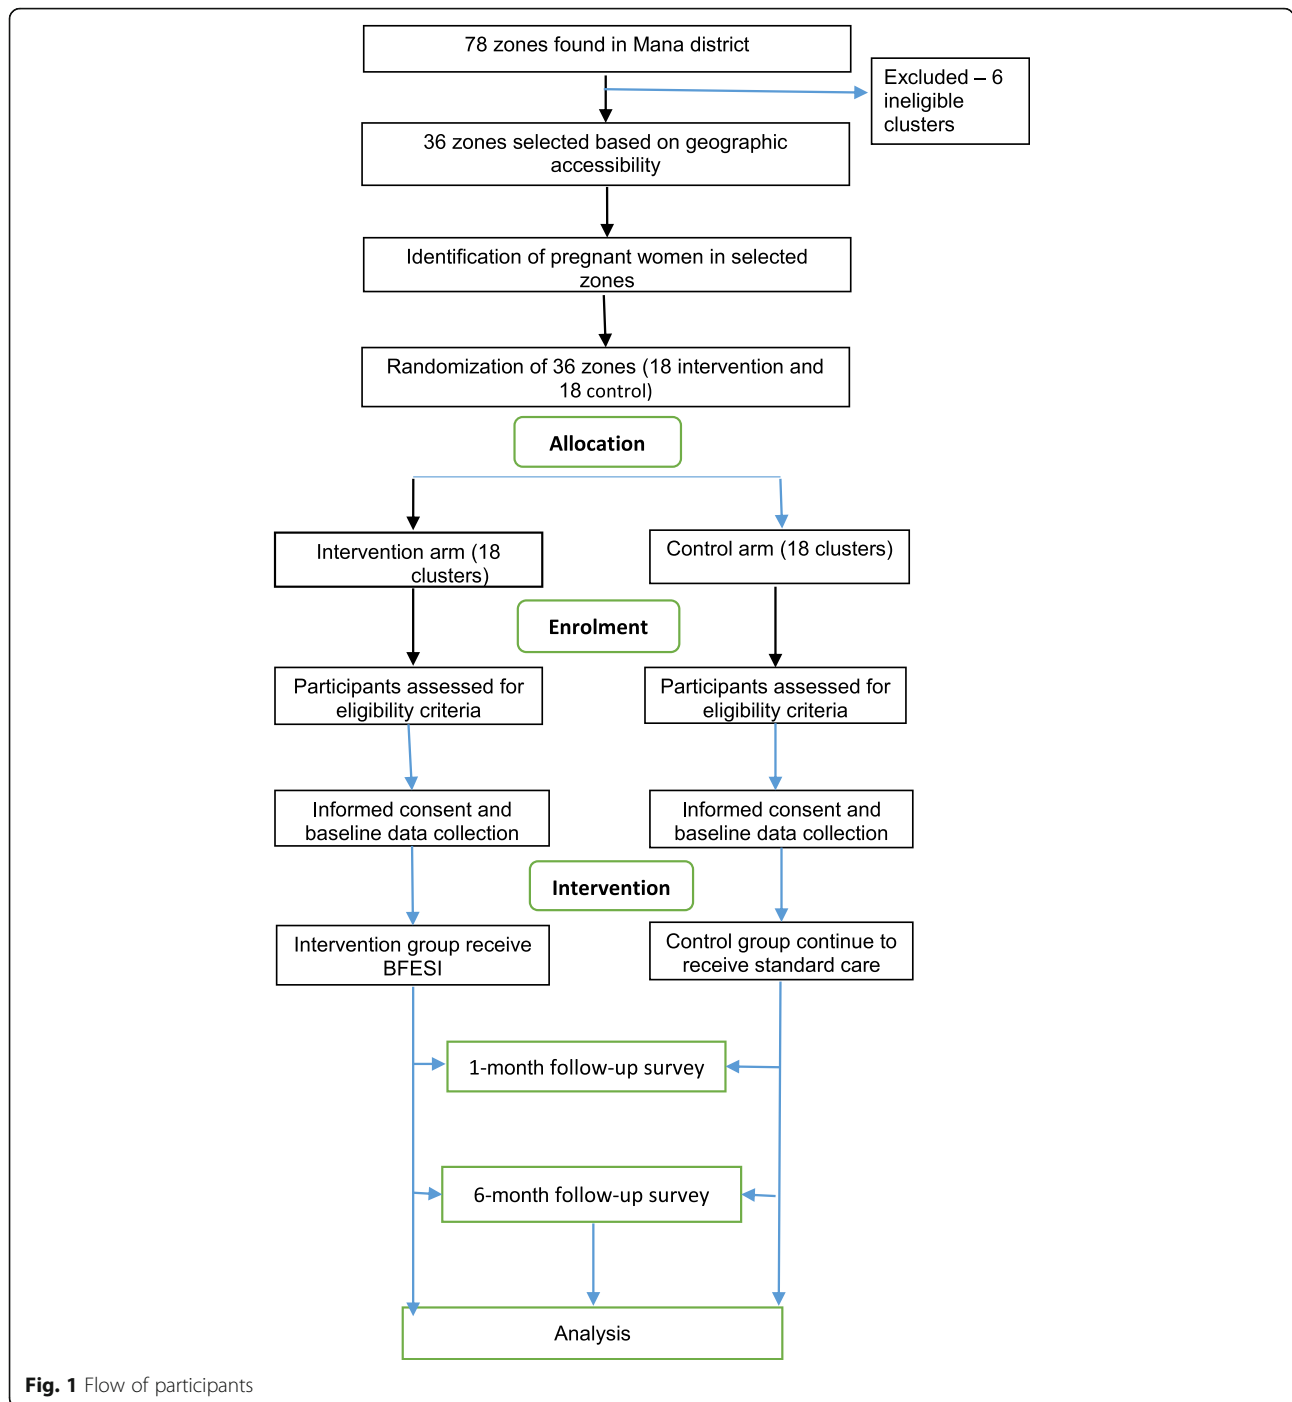 78 zones found in Mana district
Excluded – 6
ineligible
clusters
36 zones selected based on geographic
accessibility
Identification of pregnant women in selected
zones
Randomization of 36 zones (18 intervention and
18 control)
Allocation
Intervention arm (18
clusters)
Control arm (18 clusters)
Enrolment
Participants assessed for
eligibility criteria
Participants assessed for
eligibility criteria
Informed consent and
baseline data collection
Informed consent and
baseline data collection
Intervention
Intervention group receive
BFESI
Control group continue to
receive standard care
1-month follow-up survey
6-month follow-up survey
Analysis
Fig. 1 Flow of participants